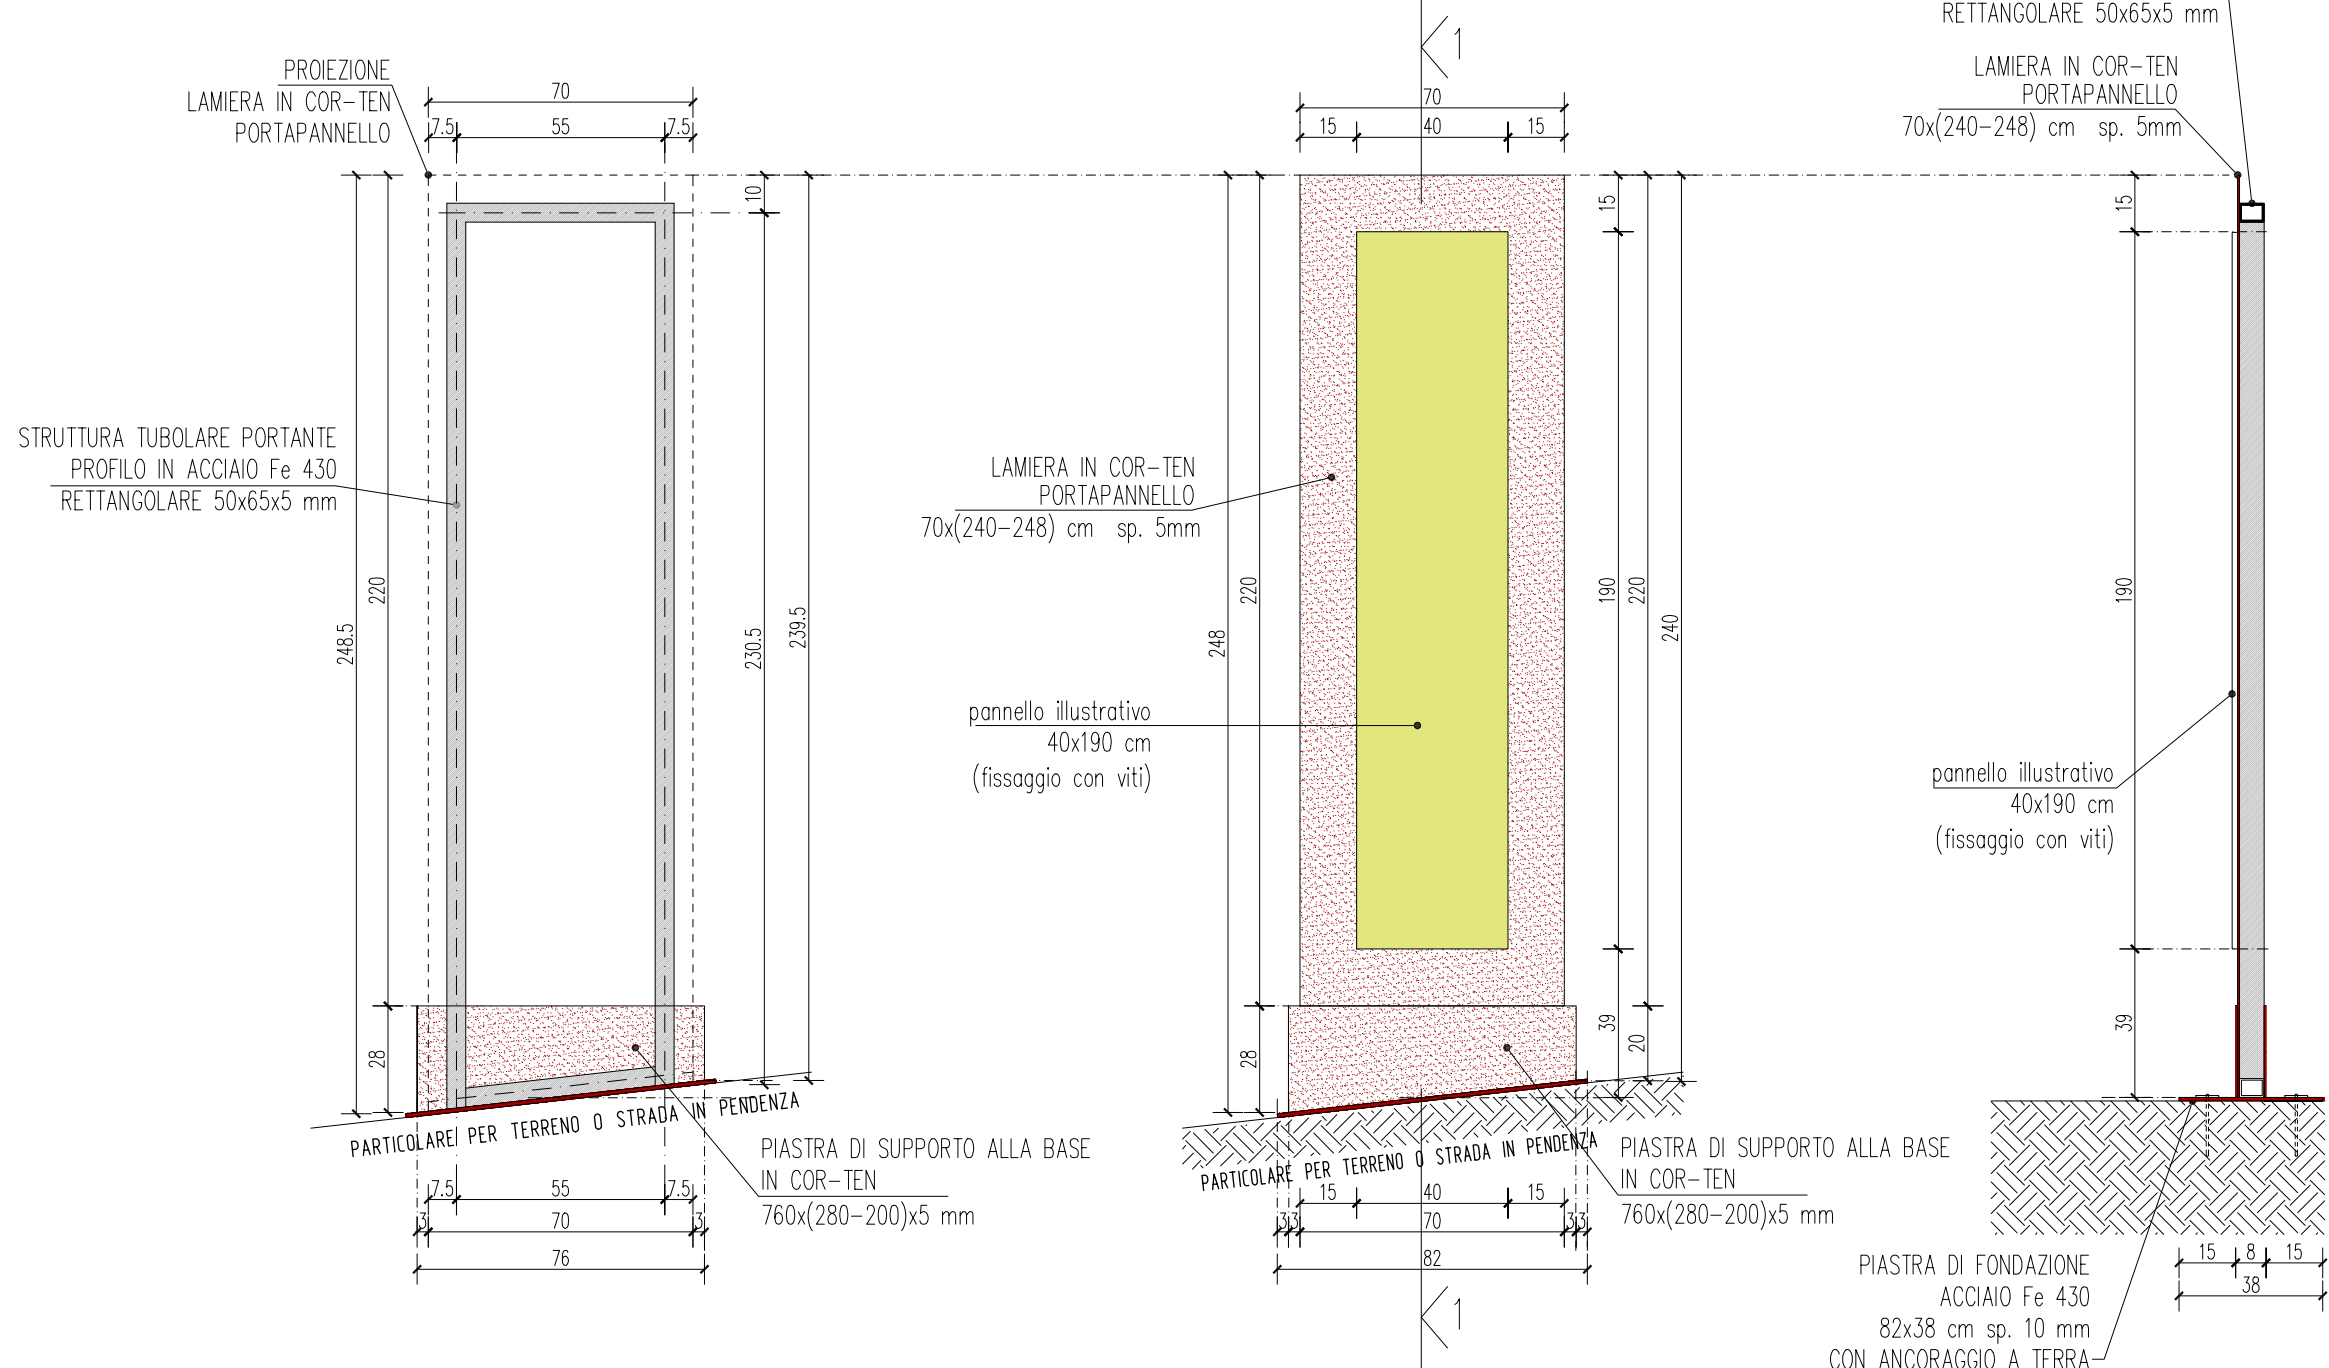 PROIEZIONE
LAMIERA IN COR-TEN
PORTAPANNELLO
70
7.5
55
7.5
10
248.5
220
230.5
239.5
STRUTTURA TUBOLARE PORTANTE
PROFILO IN ACCIAIO Fe 430
RETTANGOLARE 50x65x5 mm
28
PARTICOLARE PER TERRENO O STRADA IN PENDENZA
PIASTRA DI SUPPORTO ALLA BASE
IN COR-TEN
760x(280-200)x5 mm
7.5
55
7.5
3
70
3
76
1
70
15
40
15
LAMIERA IN COR-TEN
PORTAPANNELLO
70x(240-248) cm sp. 5mm
pannello illustrativo
40x190 cm
(fissaggio con viti)
248
220
28
15
190
220
240
39
20
PARTICOLARE PER TERRENO O STRADA IN PENDENZA
PIASTRA DI SUPPORTO ALLA BASE
IN COR-TEN
760x(280-200)x5 mm
15
40
15
3
3
70
3
3
82
1
RETTANGOLARE 50x65x5 mm
LAMIERA IN COR-TEN
PORTAPANNELLO
70x(240-248) cm sp. 5mm
15
190
39
pannello illustrativo
40x190 cm
(fissaggio con viti)
15
8
15
38
PIASTRA DI FONDAZIONE
ACCIAIO Fe 430
82x38 cm sp. 10 mm
CON ANCORAGGIO A TERRA